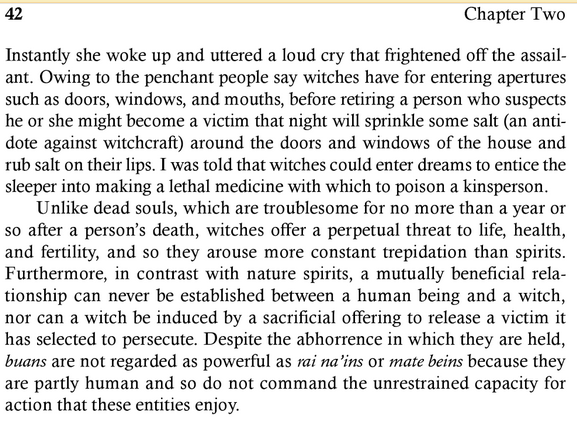 42 Chapter Two
Instantly she woke up and uttered a loud cry that frightened off the assail-
ant. Owing to the penchant people say witches have for entering apertures
such as doors, windows, and mouths, before retiring a person who suspects
he or she might become a victim that night will sprinkle some salt (an anti-
dote against witchcraft) around the doors and windows of the house and
rub salt on their lips. I was told that witches could enter dreams to entice the
sleeper into making a lethal medicine with which to poison a kinsperson.
Unlike dead souls, which are troublesome for no more than a year or
so after a person’s death, witches offer a perpetual threat to life, health,
and fertility, and so they arouse more constant trepidation than spirits.
Furthermore, in contrast with nature spirits, a mutually beneficial rela-
tionship can never be established between a human being and a witch,
nor can a witch be induced by a sacrificial offering to release a victim it
has selected to persecute. Despite the abhorrence in which they are held,
buans are not regarded as powerful as rai na’ins or mate beins because they
are partly human and so do not command the unrestrained capacity for
action that these entities enjoy.